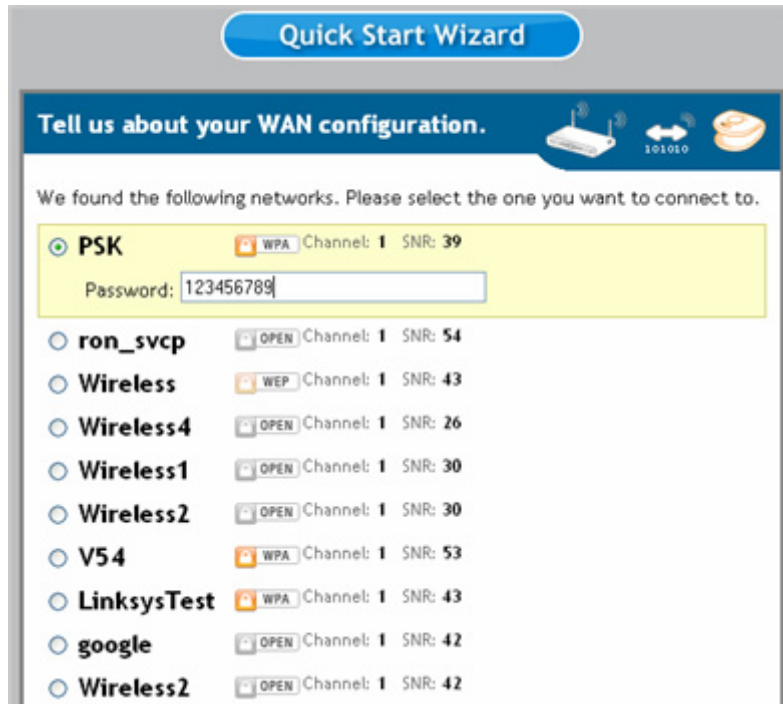 Quick Start Wizard
Tell us about your WAN configuration.
101010
We found the following networks. Please select the one you want to connect to.
PSK WPA Channel: 1 SNR: 39
Password: 123456789
ron_svcp OPEN Channel: 1 SNR: 54
Wireless WEP Channel: 1 SNR: 43
Wireless4 OPEN Channel: 1 SNR: 26
Wireless1 OPEN Channel: 1 SNR: 30
Wireless2 OPEN Channel: 1 SNR: 30
V54 WPA Channel: 1 SNR: 53
LinksysTest WPA Channel: 1 SNR: 43
google OPEN Channel: 1 SNR: 42
Wireless2 OPEN Channel: 1 SNR: 42